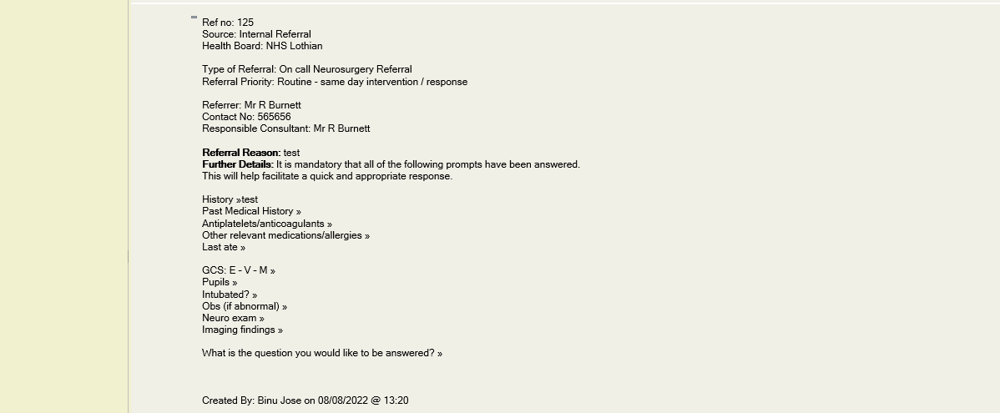 Ref no: 125
Source: Internal Referral
Health Board: NHS Lothian
Type of Referral: On call Neurosurgery Referral
Referral Priority: Routine - same day intervention / response
Referrer: Mr R Burnett
Contact No: 565656
Responsible Consultant: Mr R Burnett
Referral Reason: test
Further Details: It is mandatory that all of the following prompts have been answered.
This will help facilitate a quick and appropriate response.
History »test
Past Medical History »
Antiplatelets/anticoagulants »
Other relevant medications/allergies »
Last ate »
GCS: E - V - M »
Pupils »
Intubated? »
Obs (if abnormal) »
Neuro exam »
Imaging findings »
What is the question you would like to be answered? »
Created By: Binu Jose on 08/08/2022 @ 13:20